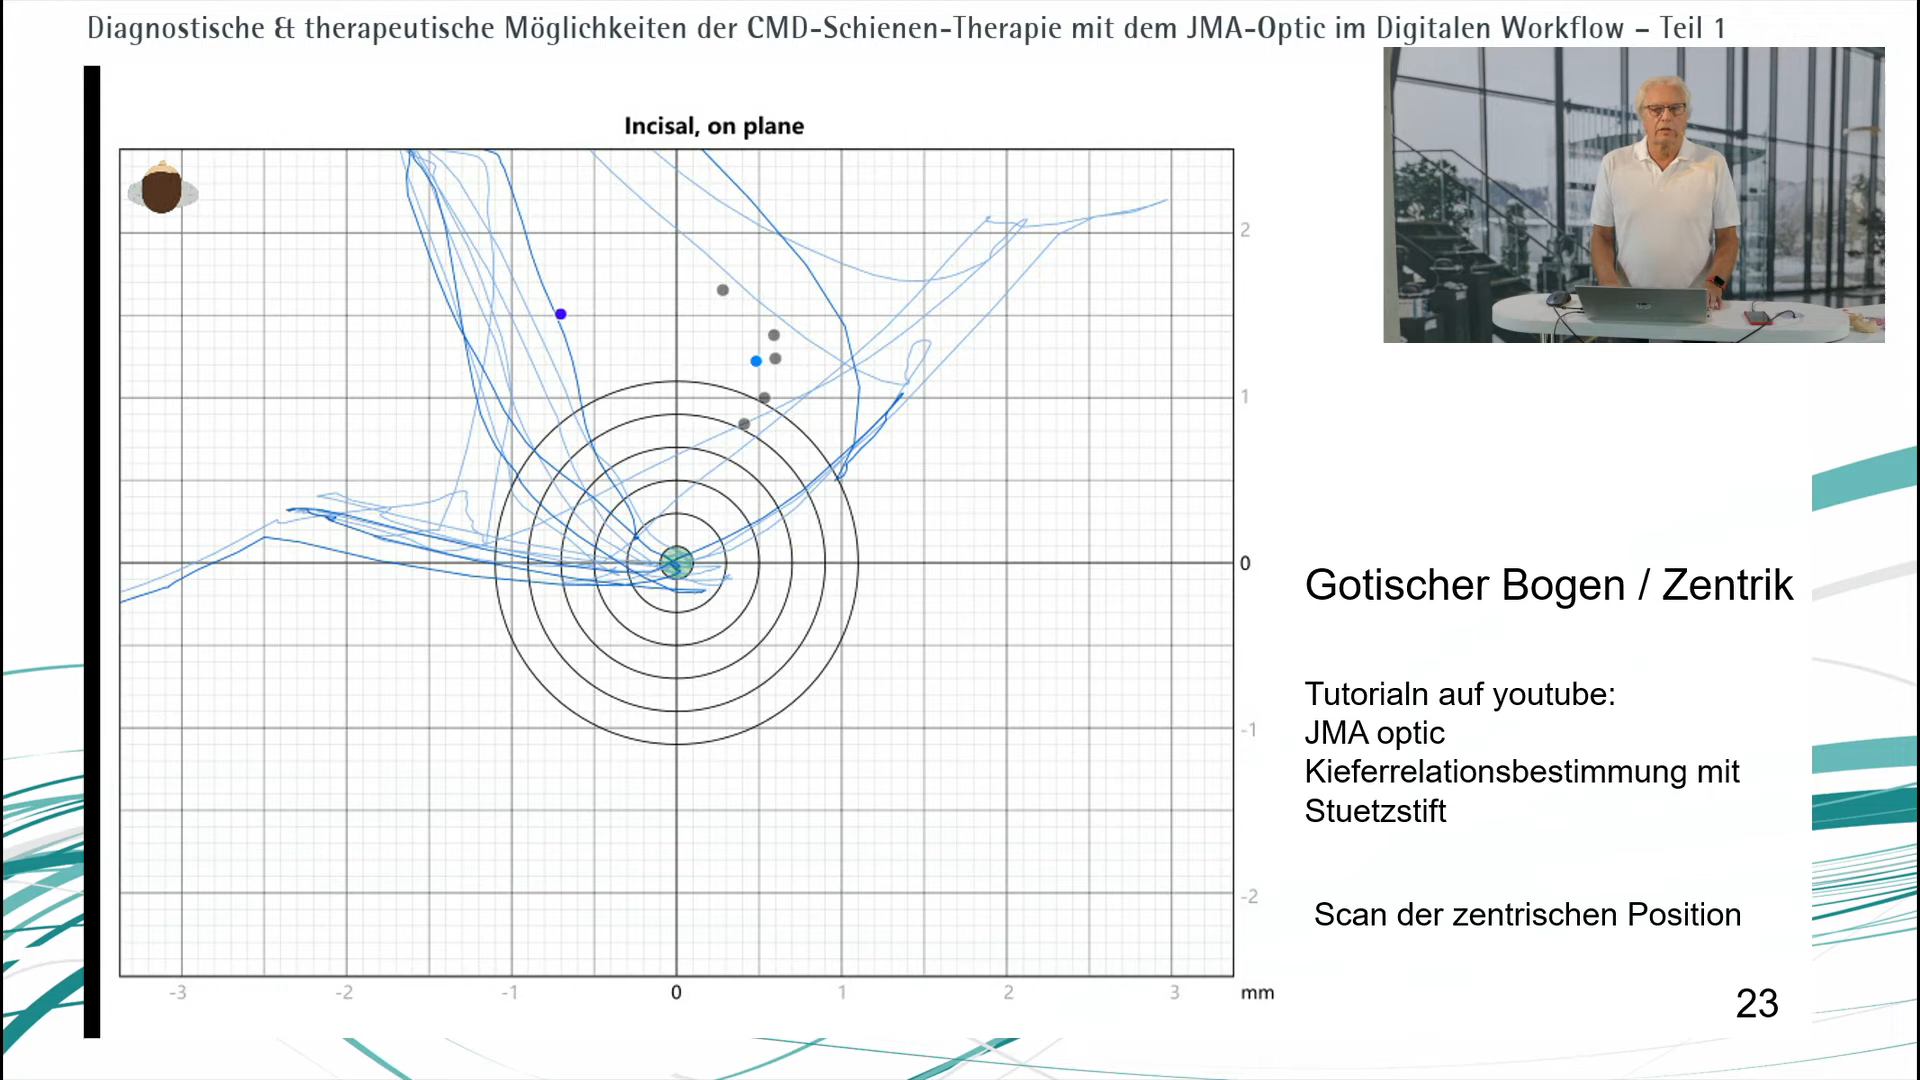 Diagnostische & therapeutische Möglichkeiten der CMD-Schienen-Therapie mit dem JMA-Optic im Digitalen Workflow – Teil 1
Incisal, on plane
2
1
0
-1
-2
-3
-2
-1
0
1
2
3
mm
Gotischer Bogen / Zentrik
Tutorialn auf youtube:
JMA optic
Kieferrelationsbestimmung mit
Stuetzstift
Scan der zentrischen Position
23